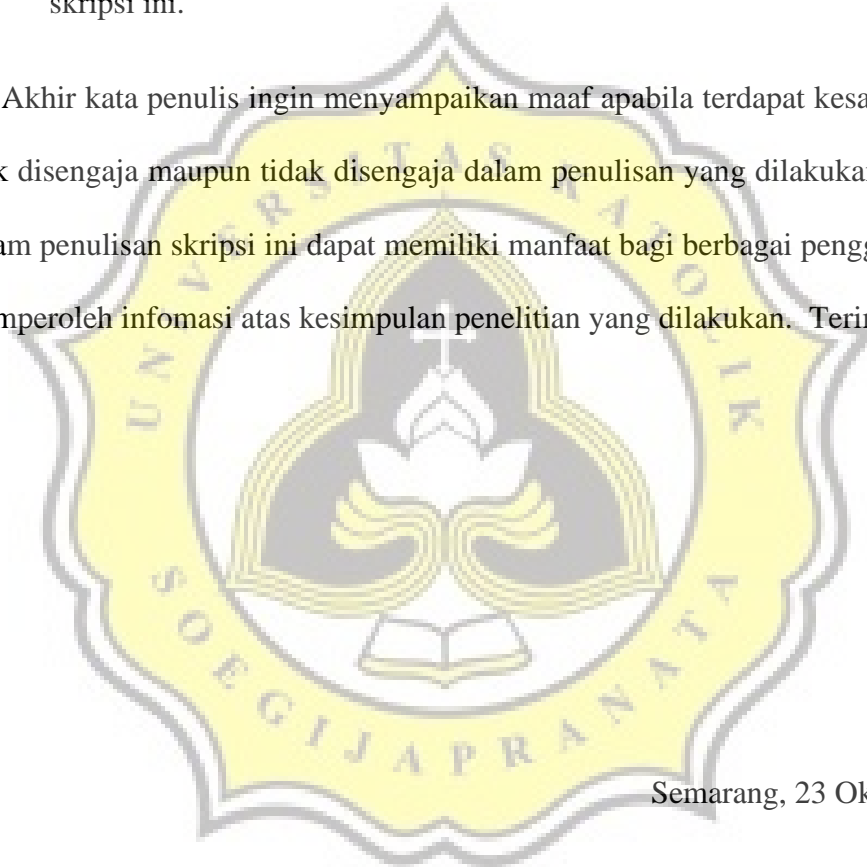 skripsi ini.
Akhir kata penulis ingin menyampaikan maaf apabila terdapat kesa
k disengaja maupun tidak disengaja dalam penulisan yang dilakukan
am penulisan skripsi ini dapat memiliki manfaat bagi berbagai pengg
mperoleh infomasi atas kesimpulan penelitian yang dilakukan. Terin
UNIVERSITAS KATOLIK
SOEGIJAPRANATA
Semarang, 23 Ok